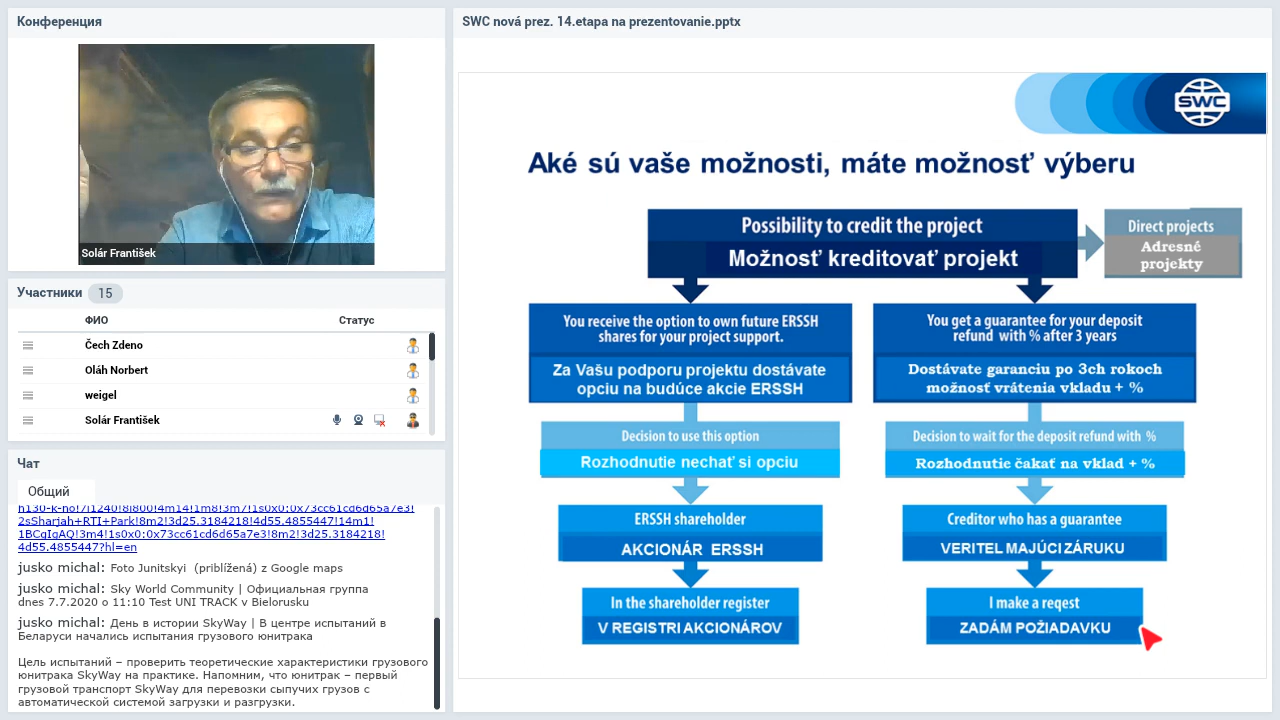 Конференция
Solár František
Участники 15
ФИО Статус
Čech Zdeno
Oláh Norbert
weigel
Solár František
Чат
Общий
h130-k-no!7i1240!8i800!4m14!1m8!3m7!1s0x0:0x73cc61cd6d65a7e3!
2sSharjah+RTI+Park!8m2!3d25.3184218!4d55.4855447!14m1!
1BCgIgAQ!3m4!1s0x0:0x73cc61cd6d65a7e3!8m2!3d25.3184218!
4d55.4855447?hl=en
jusko michal: Foto Junitskyi (priblížená) z Google maps
jusko michal: Sky World Community | Официальная группа
dnes 7.7.2020 o 11:10 Test UNI TRACK v Bielorusku
jusko michal: День в истории SkyWay | В центре испытаний в
Беларуси начались испытания грузового юнитрака
Цель испытаний – проверить теоретические характеристики грузового
юнитрака SkyWay на практике. Напомним, что юнитрак – первый
грузовой транспорт SkyWay для перевозки сыпучих грузов с
автоматической системой загрузки и разгрузки.
SWC nová prez. 14.etapa na prezentovanie.pptx
SWC
Aké sú vaše možnosti, máte možnosť výberu
Possibility to credit the project
Možnosť kreditovať projekt
Direct projects
Adresné
projekty
You receive the option to own future ERSSH
shares for your project support.
Za Vašu podporu projektu dostávate
opciu na budúce akcie ERSSH
You get a guarantee for your deposit
refund with % after 3 years
Dostávate garanciu po 3ch rokoch
možnosť vrátenia vkladu + %
Decision to use this option
Rozhodnutie nechať si opciu
Decision to wait for the deposit refund with %
Rozhodnutie čakať na vklad + %
ERSSH shareholder
AKCIONÁR ERSSH
Creditor who has a guarantee
VERITEL MAJÚCI ZÁRUKU
In the shareholder register
V REGISTRI AKCIONÁROV
I make a reqest
ZADÁM POŽIADAVKU